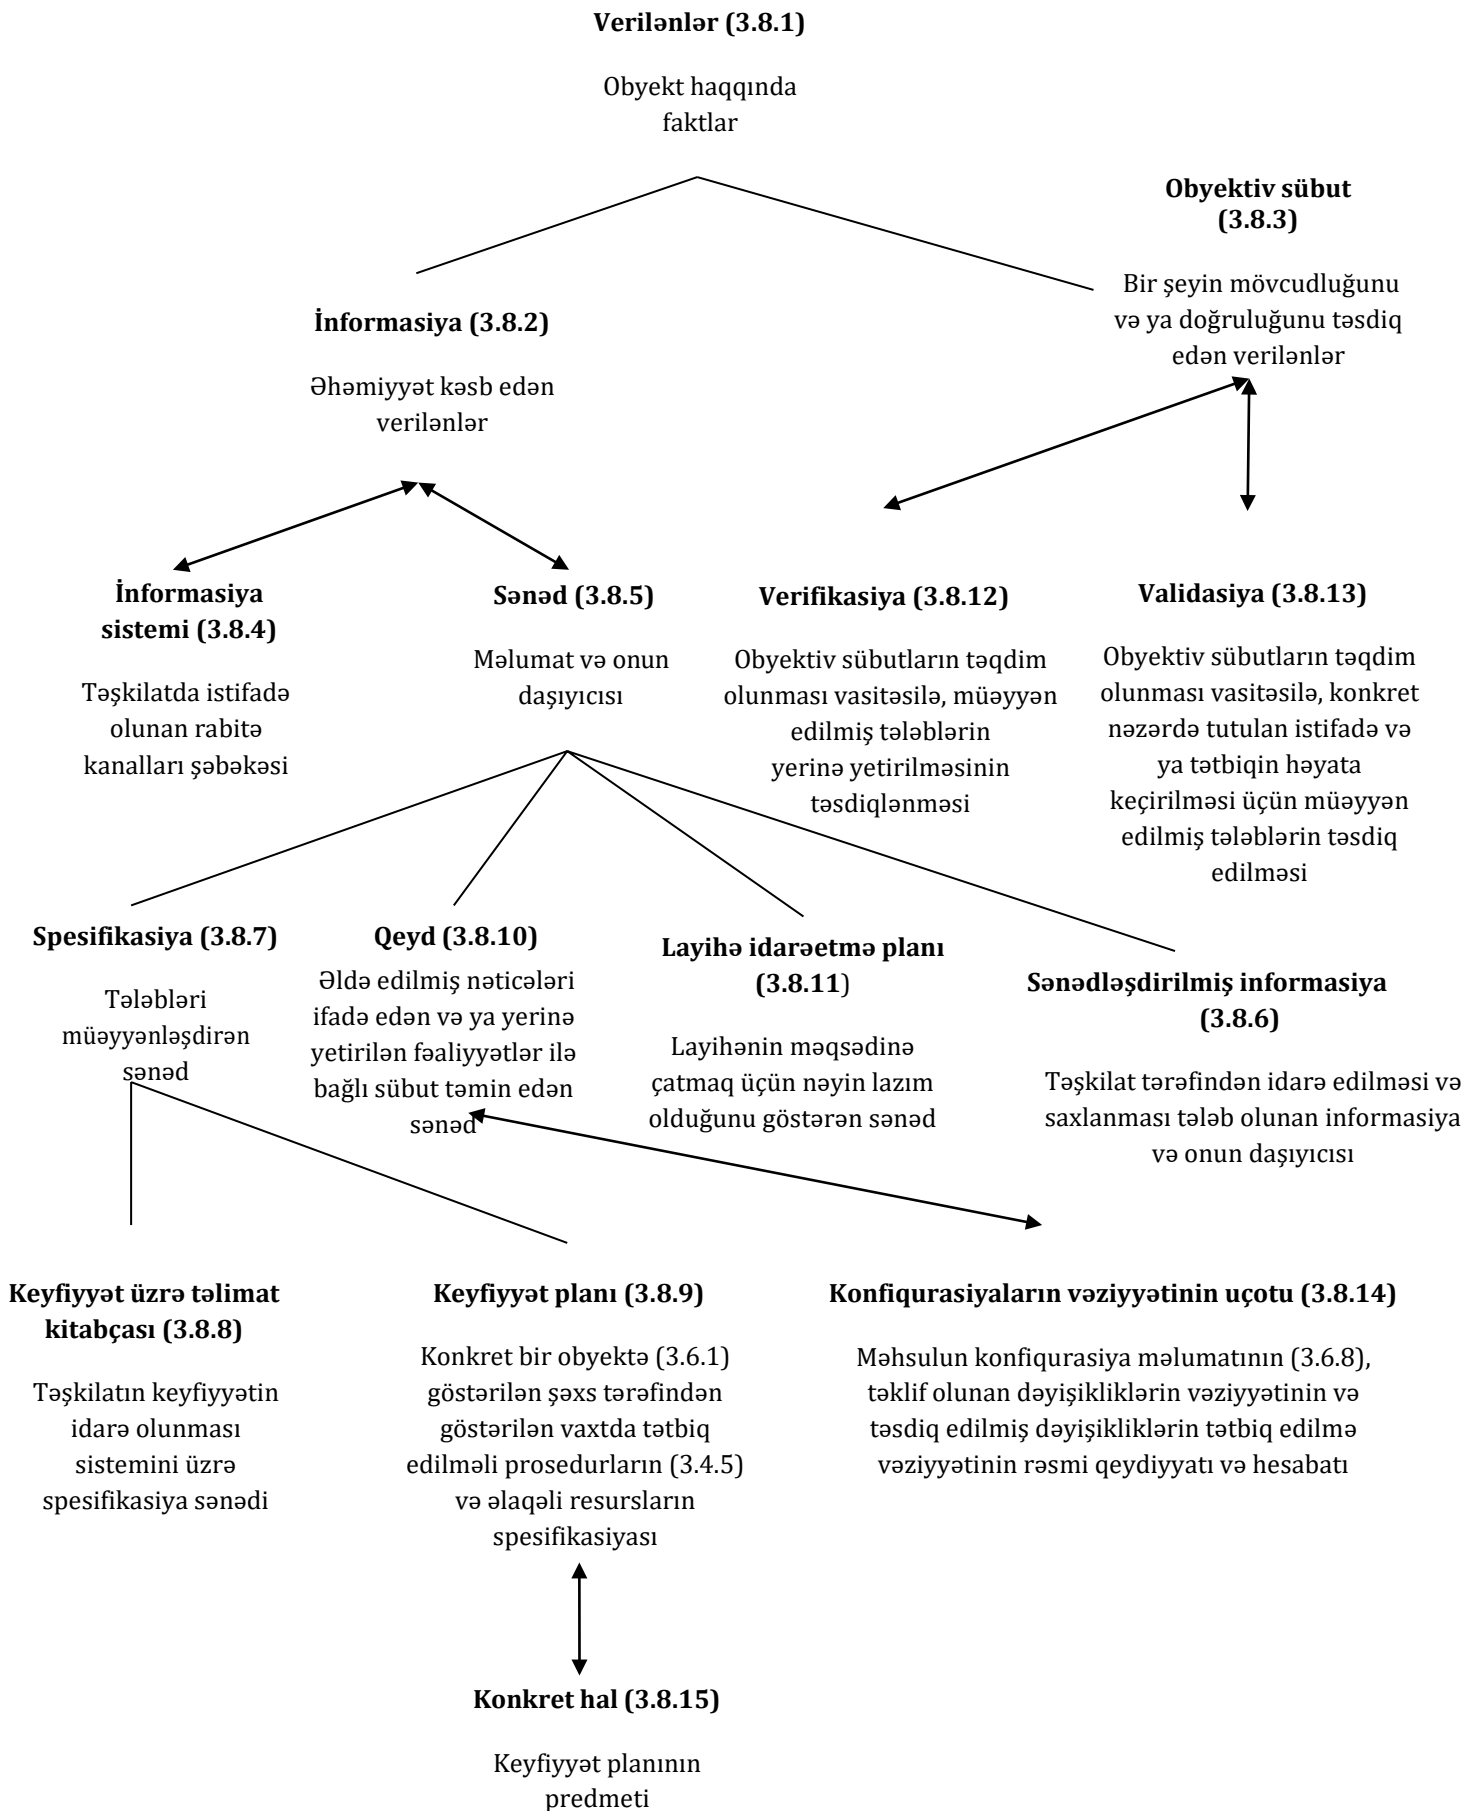 Verilənlər (3.8.1)
Obyekt haqqında
faktlar
Obyektiv sübut
(3.8.3)
Bir şeyin mövcudluğunu
və ya doğruluğunu təsdiq
edən verilənlər
İnformasiya (3.8.2)
Əhəmiyyət kəsb edən
verilənlər
İnformasiya
sistemi (3.8.4)
Təşkilatda istifadə
olunan rabitə
kanalları şəbəkəsi
Sənəd (3.8.5)
Məlumat və onun
daşıyıcısı
Verifikasiya (3.8.12)
Obyektiv sübutların təqdim
olunması vasitəsilə, müəyyən
edilmiş tələblərin
yerinə yetirilməsinin
təsdiqlənməsi
Validasiya (3.8.13)
Obyektiv sübutların təqdim
olunması vasitəsilə, konkret
nəzərdə tutulan istifadə və
ya tətbiqin həyata
keçirilməsi üçün müəyyən
edilmiş tələblərin təsdiq
edilməsi
Spesifikasiya (3.8.7)
Tələbləri
müəyyənləşdirən
sənəd
Qeyd (3.8.10)
Əldə edilmiş nəticələri
ifadə edən və ya yerinə
yetirilən fəaliyyətlər ilə
bağlı sübut təmin edən
sənəd
Layihə idarəetmə planı
(3.8.11)
Layihənin məqsədinə
çatmaq üçün nəyin lazım
olduğunu göstərən sənəd
Sənədləşdirilmiş informasiya
(3.8.6)
Təşkilat tərəfindən idarə edilməsi və
saxlanması tələb olunan informasiya
və onun daşıyıcısı
Keyfiyyət üzrə təlimat
kitabçası (3.8.8)
Təşkilatın keyfiyyətin
idarə olunması
sistemini üzrə
spesifikasiya sənədi
Keyfiyyət planı (3.8.9)
Konkret bir obyektə (3.6.1)
göstərilən şəxs tərəfindən
göstərilən vaxtda tətbiq
edilməli prosedurların (3.4.5)
və əlaqəli resursların
spesifikasiyası
Konfiqurasiyaların vəziyyətinin uçotu (3.8.14)
Məhsulun konfiqurasiya məlumatının (3.6.8),
təklif olunan dəyişikliklərin vəziyyətinin və
təsdiq edilmiş dəyişikliklərin tətbiq edilmə
vəziyyətinin rəsmi qeydiyyatı və hesabatı
Konkret hal (3.8.15)
Keyfiyyət planının
predmeti